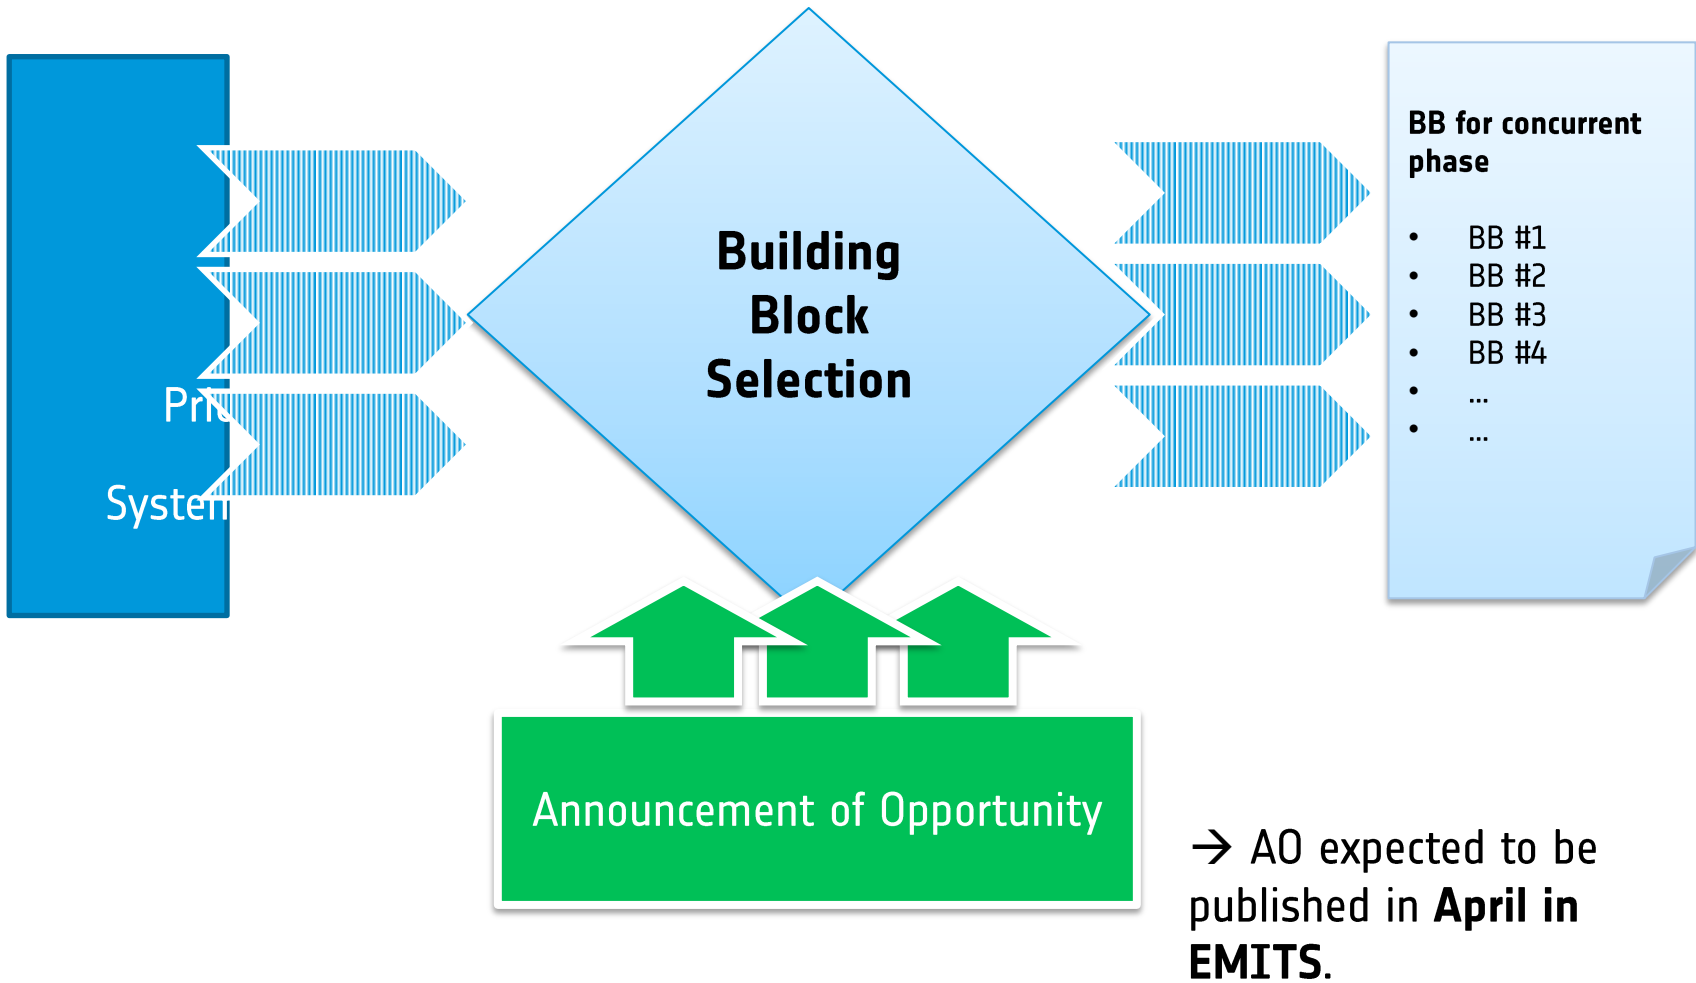 Building
Block
Selection
BB for concurrent
phase
• BB #1
• BB #2
• BB #3
• BB #4
• ...
• ...
Announcement of Opportunity
→ AO expected to be
published in April in
EMITS.